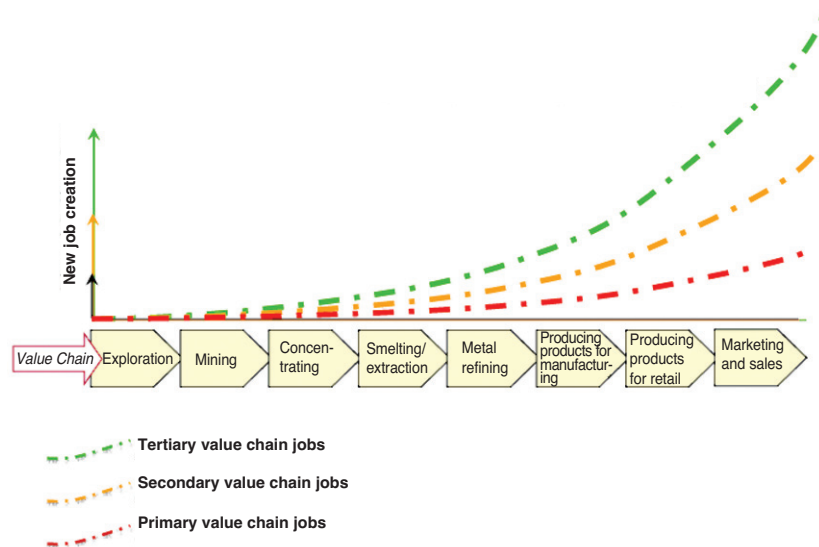 New job creation
Value Chain
Exploration
Mining
Concen-
trating
Smelting/
extraction
Metal
refining
Producing
products for
manufactur-
ing
Producing
products
for retail
Marketing
and sales
Tertiary value chain jobs
Secondary value chain jobs
Primary value chain jobs